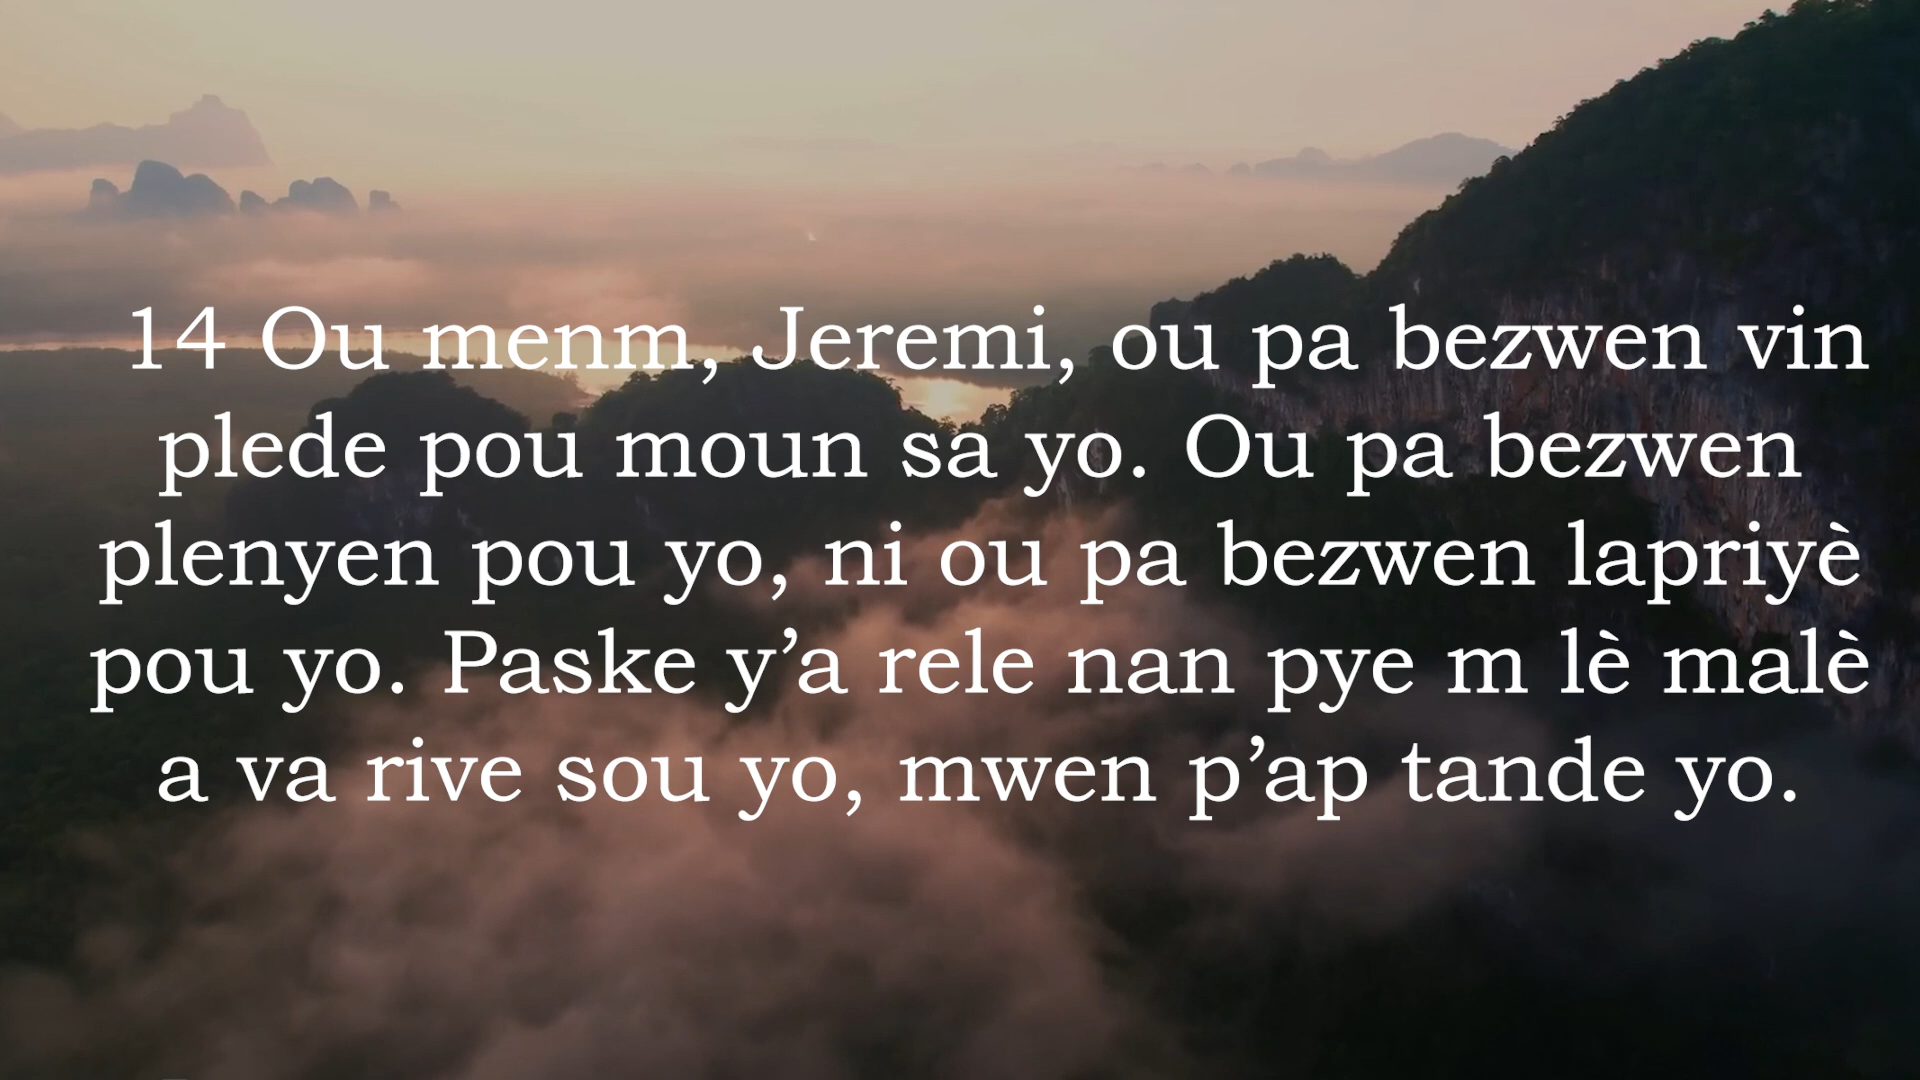 14 Ou menm, Jeremi, ou pa bezwen vin
plede pou moun sa yo. Ou pa bezwen
plenyen pou yo, ni ou pa bezwen lapriyè
pou yo. Paske y’a rele nan pye m lè malè
a va rive sou yo, mwen p’ap tande yo.